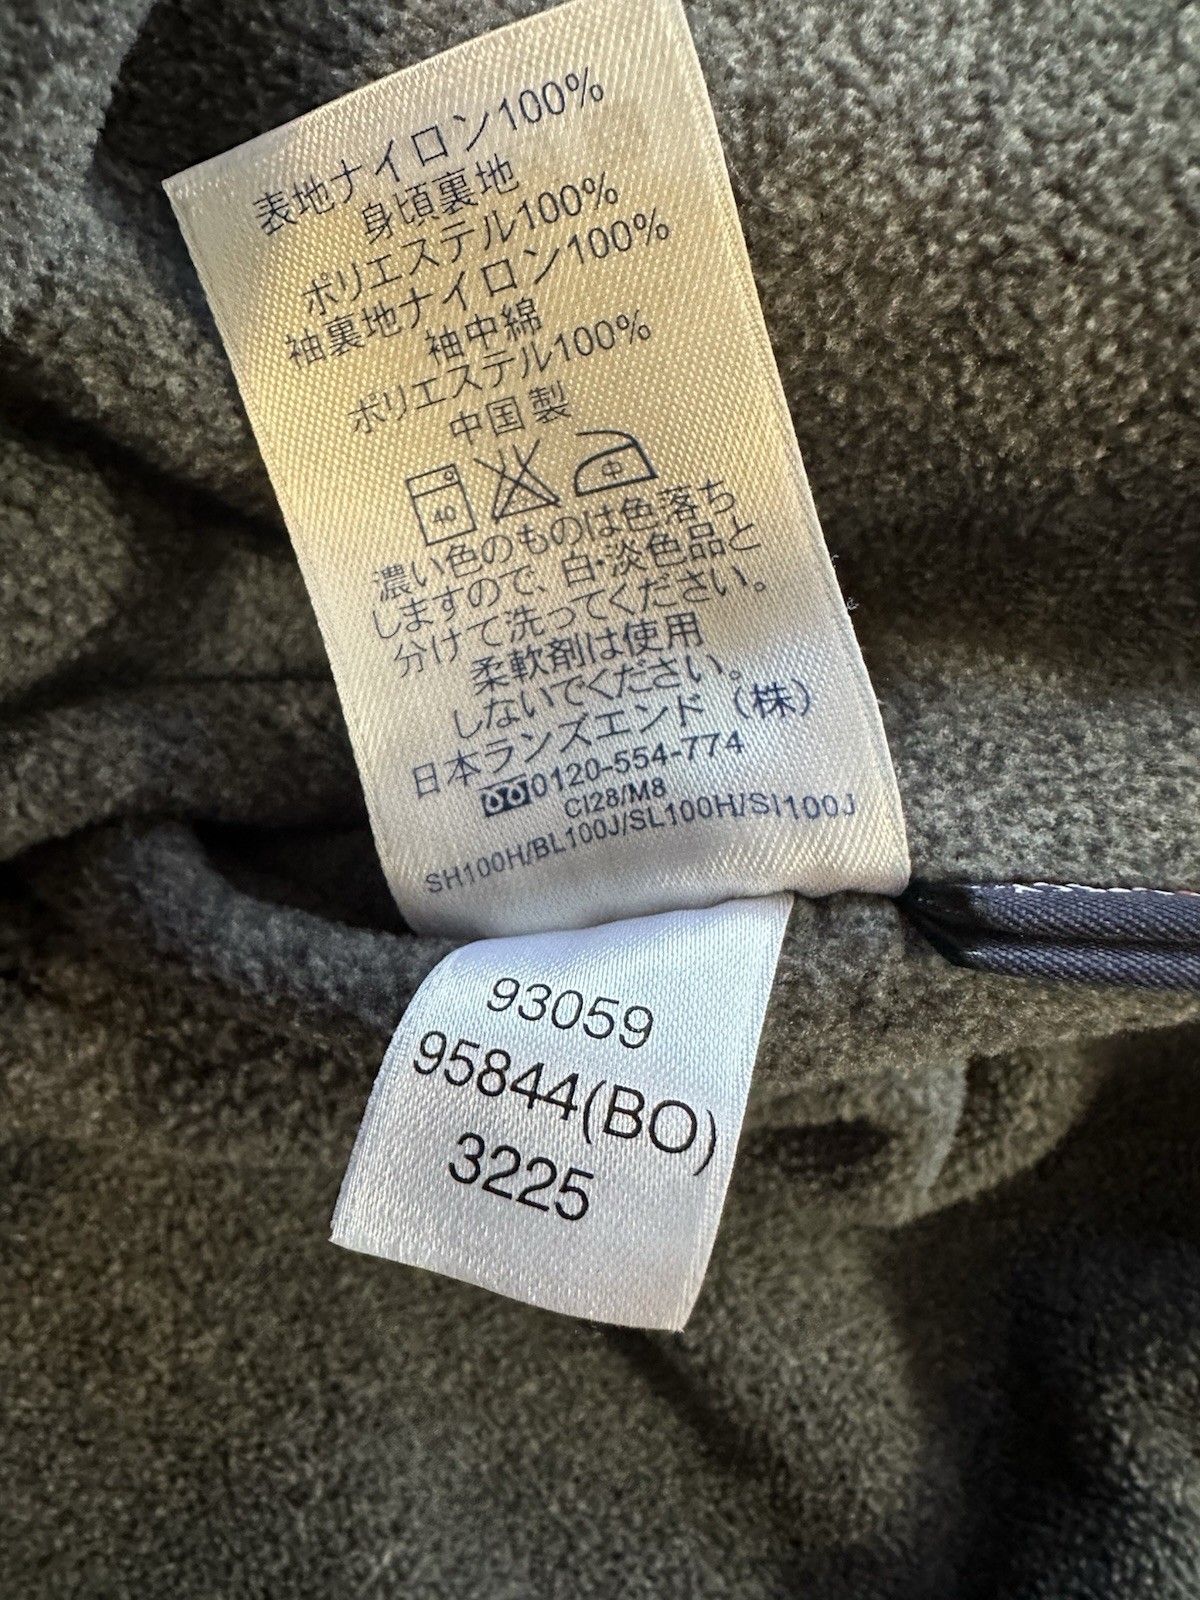 表地ナイロン100%
身頃裏地
ポリエステル100%
袖裏地ナイロン100%
袖中綿
ポリエステル100%
中国製
40 中
濃い色のものは色落ち
しますので、白・淡色品と
分けて洗ってください。
柔軟剤は使用
しないでください。
日本ランズエンド（株）
0120-554-774
CI28/M8
SH100H/BL100J/SL100H/SI100J
93059
95844(BO)
3225